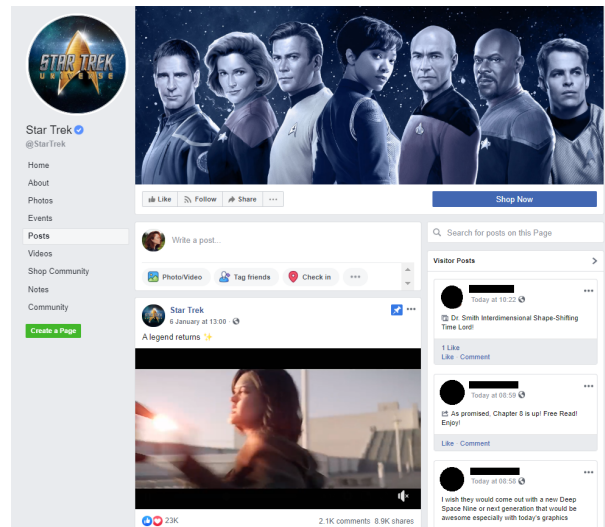 STAR TREK
UNIVERSE
Star Trek
@StarTrek
Home
About
Photos
Events
Posts
Videos
Shop Community
Notes
Community
Create a Page
Like
Follow
Share
Shop Now
Write a post...
Photo/Video
Tag friends
Check in
Star Trek
6 January at 13:00 ·
A legend returns ✨
23K
2.1K comments 8.9K shares
Search for posts on this Page
Visitor Posts
Today at 10:22
Dr. Smith Interdimensional Shape-Shifting
Time Lord!
1 Like
Like · Comment
Today at 08:59
As promised, Chapter 8 is up! Free Read!
Enjoy!
Like · Comment
Today at 08:58
I wish they would come out with a new Deep
Space Nine or next generation that would be
awesome especially with today's graphics